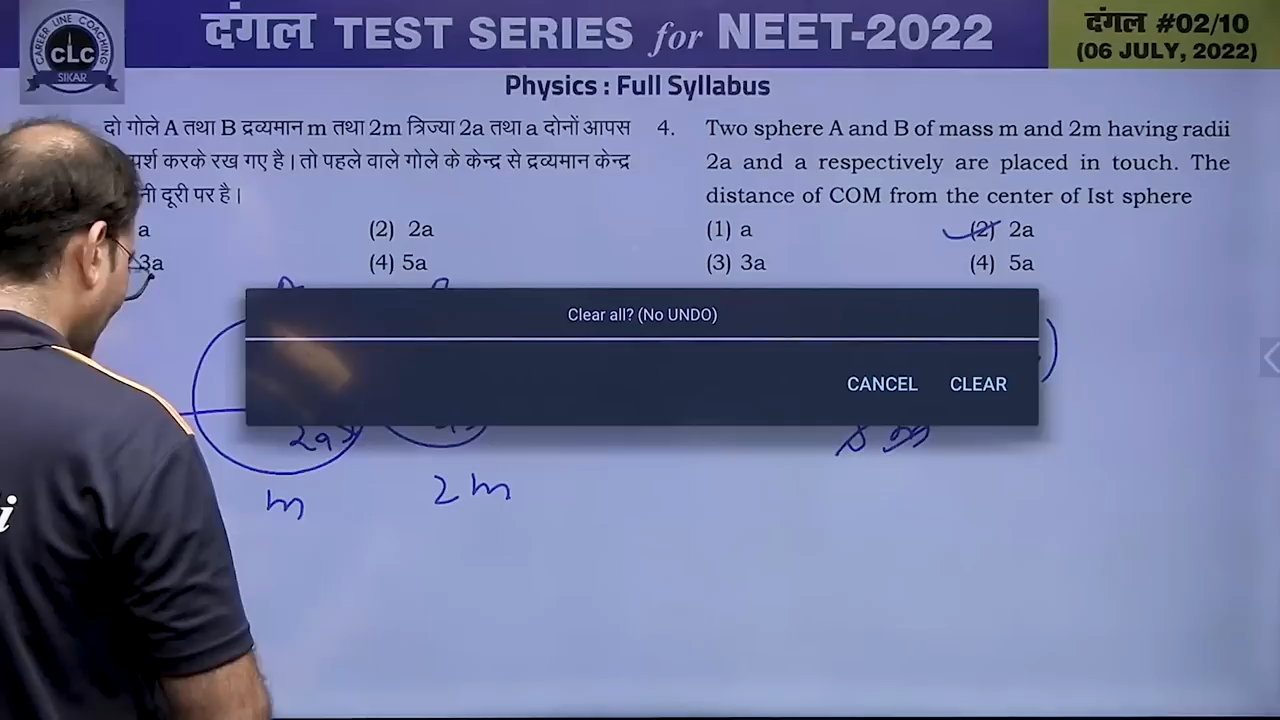 CAREER LINE COACHING
CLC
SIKAR
दंगल TEST SERIES for NEET-2022
दंगल #02/10
(06 JULY, 2022)
Physics : Full Syllabus
दो गोले A तथा B द्रव्यमान m तथा 2m त्रिज्या 2a तथा a दोनों आपस
करके रख गए है। तो पहले वाले गोले के केन्द्र से द्रव्यमान केन्द्र
दूरी पर है।
a
(2) 2a
3a
(4) 5a
4. Two sphere A and B of mass m and 2m having radii
2a and a respectively are placed in touch. The
distance of COM from the center of Ist sphere
(1) a
(2) 2a
(3) 3a
(4) 5a
Clear all? (No UNDO)
CANCEL CLEAR
2a
m
2m
i